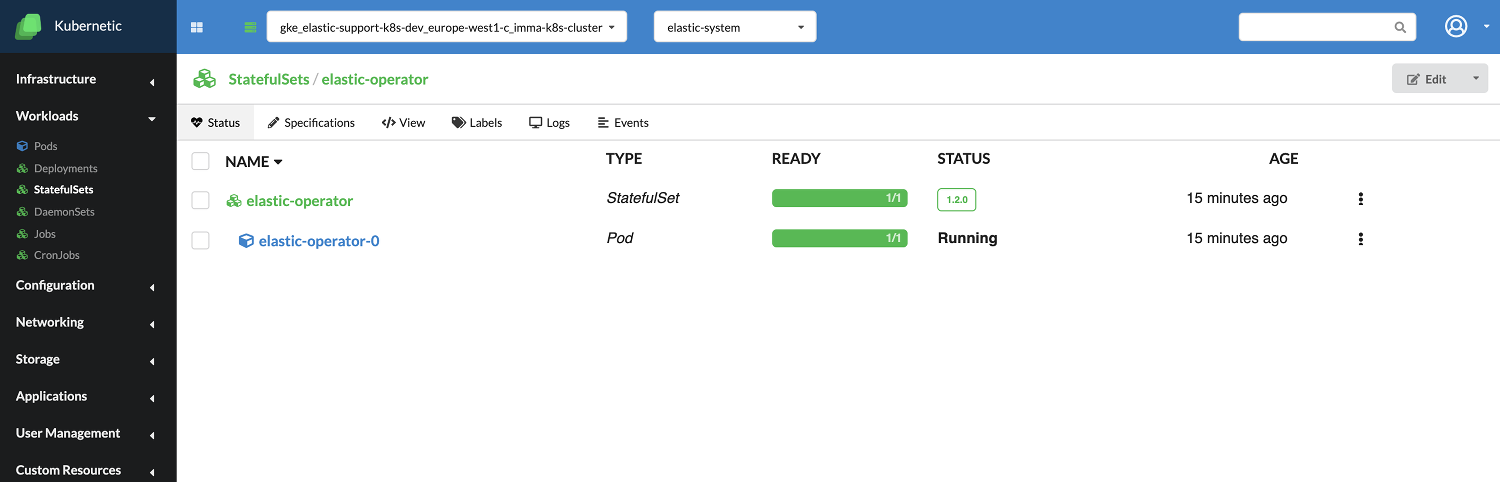 Kubernetic
gke_elastic-support-k8s-dev_europe-west1-c_imma-k8s-cluster
elastic-system
Infrastructure
Workloads
Pods
Deployments
StatefulSets
DaemonSets
Jobs
CronJobs
Configuration
Networking
Storage
Applications
User Management
Custom Resources
StatefulSets / elastic-operator
Edit
Status Specifications View Labels Logs Events
NAME TYPE READY STATUS AGE
elastic-operator StatefulSet 1/1 1.2.0 15 minutes ago
elastic-operator-0 Pod 1/1 Running 15 minutes ago